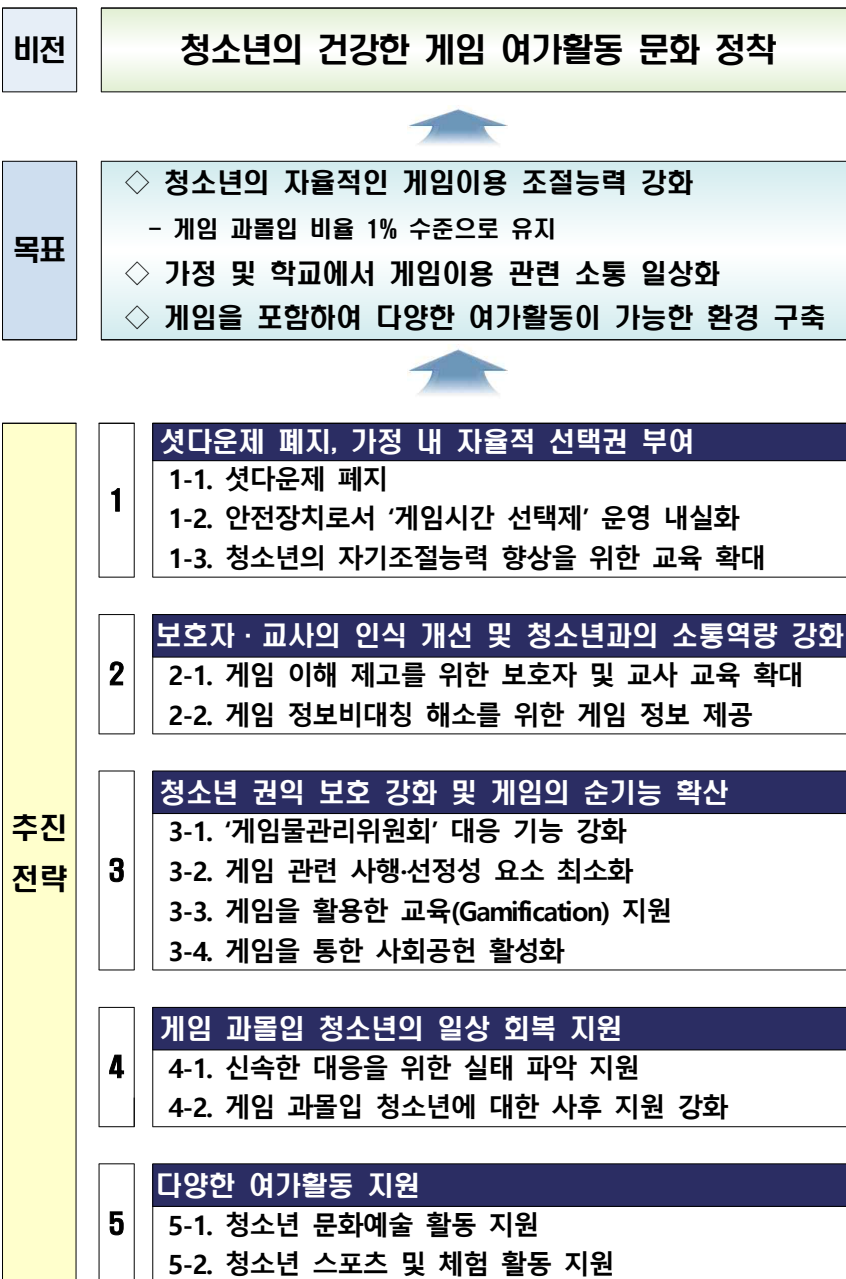 비전
청소년의 건강한 게임 여가활동 문화 정착
목표
◇ 청소년의 자율적인 게임이용 조절능력 강화
- 게임 과몰입 비율 1% 수준으로 유지
◇ 가정 및 학교에서 게임이용 관련 소통 일상화
◇ 게임을 포함하여 다양한 여가활동이 가능한 환경 구축
추진
전략
1
셧다운제 폐지, 가정 내 자율적 선택권 부여
1-1. 셧다운제 폐지
1-2. 안전장치로서 ‘게임시간 선택제’ 운영 내실화
1-3. 청소년의 자기조절능력 향상을 위한 교육 확대
2
보호자·교사의 인식 개선 및 청소년과의 소통역량 강화
2-1. 게임 이해 제고를 위한 보호자 및 교사 교육 확대
2-2. 게임 정보비대칭 해소를 위한 게임 정보 제공
3
청소년 권익 보호 강화 및 게임의 순기능 확산
3-1. ‘게임물관리위원회’ 대응 기능 강화
3-2. 게임 관련 사행·선정성 요소 최소화
3-3. 게임을 활용한 교육(Gamification) 지원
3-4. 게임을 통한 사회공헌 활성화
4
게임 과몰입 청소년의 일상 회복 지원
4-1. 신속한 대응을 위한 실태 파악 지원
4-2. 게임 과몰입 청소년에 대한 사후 지원 강화
5
다양한 여가활동 지원
5-1. 청소년 문화예술 활동 지원
5-2. 청소년 스포츠 및 체험 활동 지원